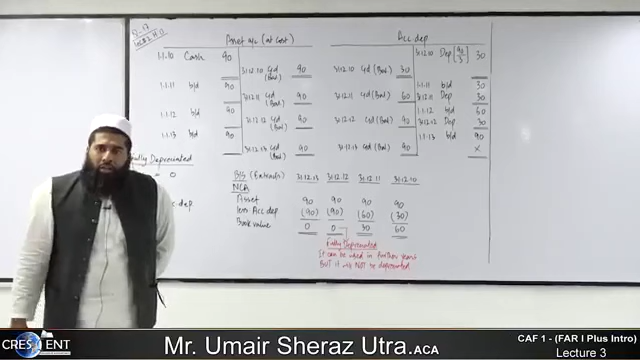 Asset a/c (at cost)
Acc dep
1.1.10 Cash 90
31.12.10 Dep [90/3] 30
31.12.10 c/d (Bal) 90
31.12.10 c/d (Bal) 30
1.1.11 b/d 90
1.1.11 b/d 30
31.12.11 c/d (Bal) 90
31.12.11 c/d (Bal) 60
31.12.11 Dep 30
1.1.12 b/d 90
1.1.12 b/d 60
31.12.12 c/d (Bal) 90
31.12.12 c/d (Bal) 90
31.12.12 Dep 30
1.1.13 b/d 90
1.1.13 b/d 90
31.12.13 c/d (Bal) 90
31.12.13 c/d (Bal) 90
x
Fully Depreciated
= 0
dep
(Extracts) 31.12.13 31.12.12 31.12.11 31.12.10
NCA
Asset 90 90 90 90
less Acc dep (90) (90) (60) (30)
Book value 0 0 30 60
Fully Depreciated
It can be used in further years
BUT it will NOT be depreciated
CRESCENT
Mr. Umair Sheraz Utra.ACA
CAF 1 - (FAR I Plus Intro)
Lecture 3